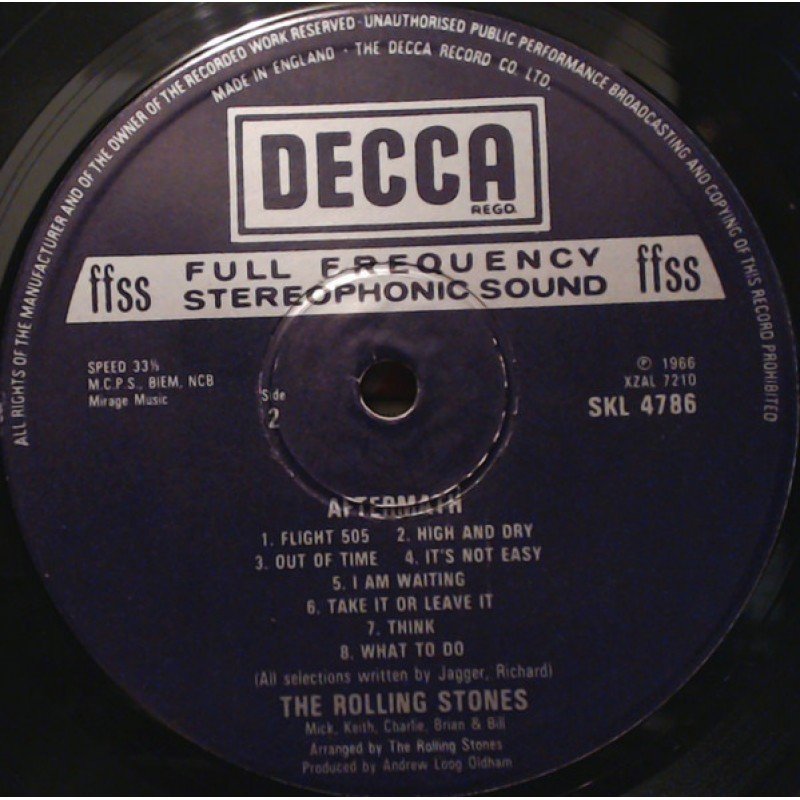 ALL RIGHTS OF THE MANUFACTURER AND OF THE OWNER OF THE RECORDED WORK RESERVED · UNAUTHORISED PUBLIC PERFORMANCE BROADCASTING AND COPYING OF THIS RECORD PROHIBITED
MADE IN ENGLAND · THE DECCA RECORD CO. LTD.
DECCA
REGD.
ffss FULL FREQUENCY ffss
STEREOPHONIC SOUND
SPEED 33⅓
M.C.P.S., BIEM, NCB
Mirage Music
℗ 1966
XZAL 7210
SKL 4786
Side
2
AFTERMATH
1. FLIGHT 505 2. HIGH AND DRY
3. OUT OF TIME 4. IT'S NOT EASY
5. I AM WAITING
6. TAKE IT OR LEAVE IT
7. THINK
8. WHAT TO DO
(All selections written by Jagger, Richard)
THE ROLLING STONES
Mick, Keith, Charlie, Brian & Bill
Arranged by The Rolling Stones
Produced by Andrew Loog Oldham